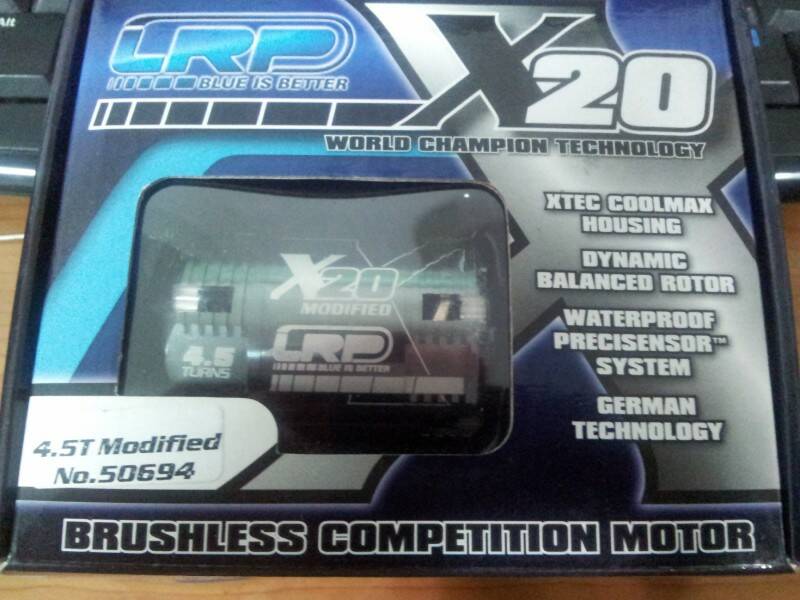 Alt
LRP
BLUE IS BETTER
X20
WORLD CHAMPION TECHNOLOGY
XTEC COOLMAX
HOUSING
DYNAMIC
BALANCED ROTOR
WATERPROOF
PRECISENSOR™
SYSTEM
GERMAN
TECHNOLOGY
X20
MODIFIED
4.5
TURNS
LRP
BLUE IS BETTER
4.5T Modified
No.50694
BRUSHLESS COMPETITION MOTOR